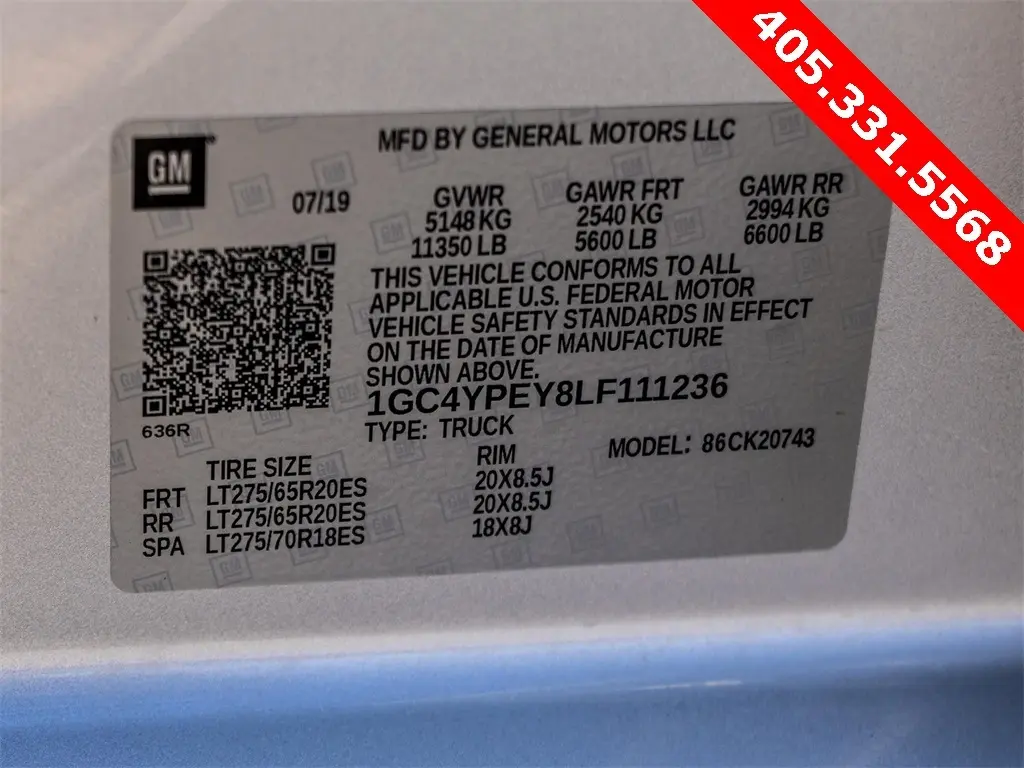 405.331.5568
GM
MFD BY GENERAL MOTORS LLC
07/19
GVWR GAWR FRT GAWR RR
5148 KG 2540 KG 2994 KG
11350 LB 5600 LB 6600 LB
THIS VEHICLE CONFORMS TO ALL
APPLICABLE U.S. FEDERAL MOTOR
VEHICLE SAFETY STANDARDS IN EFFECT
ON THE DATE OF MANUFACTURE
SHOWN ABOVE.
1GC4YPEY8LF111236
636R
TYPE: TRUCK
MODEL: 86CK20743
TIRE SIZE RIM
FRT LT275/65R20ES 20X8.5J
RR LT275/65R20ES 20X8.5J
SPA LT275/70R18ES 18X8J